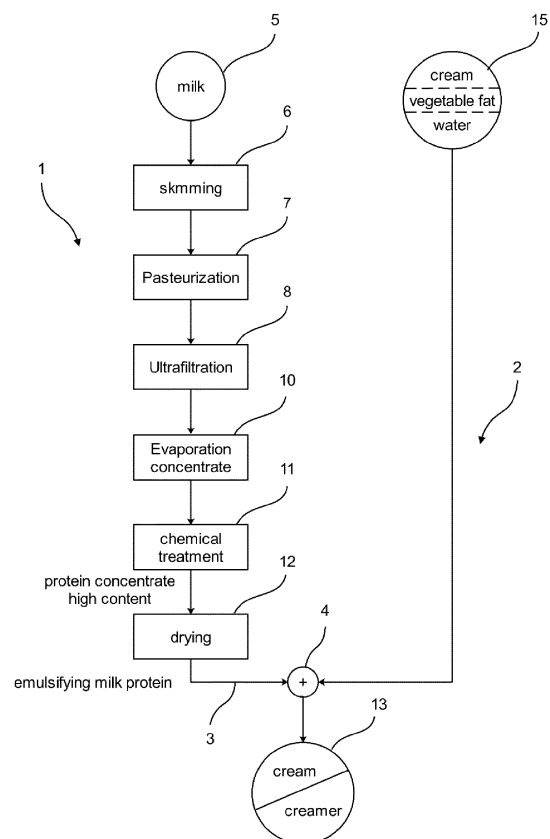 5
15
milk
cream
vegetable fat
water
6
1
skmming
7
Pasteurization
8
Ultrafiltration
2
10
Evaporation
concentrate
11
chemical
treatment
protein concentrate
high content
12
drying
4
emulsifying milk protein
+
3
13
cream
creamer